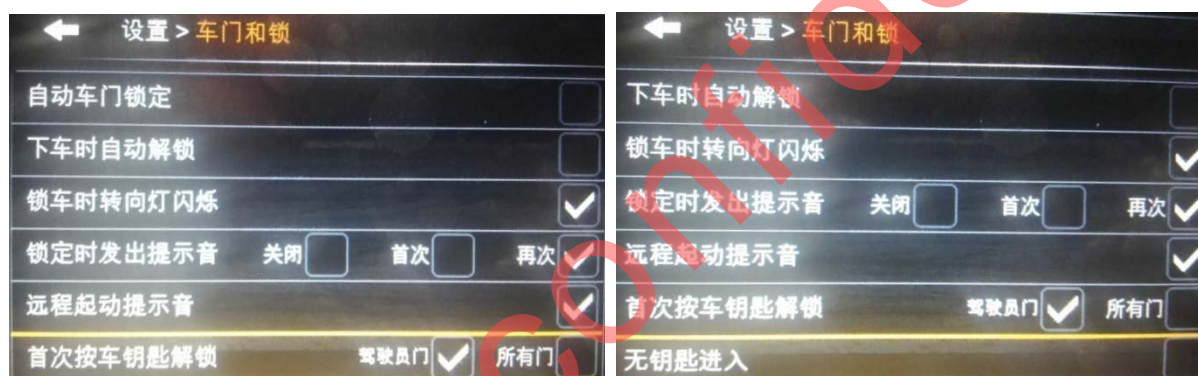 设置 > 车门和锁
自动车门锁定
下车时自动解锁
锁车时转向灯闪烁
锁定时发出提示音 关闭 首次 再次
远程起动提示音
首次按车钥匙解锁 驾驶员门 所有门
设置 > 车门和锁
下车时自动解锁
锁车时转向灯闪烁
锁定时发出提示音 关闭 首次 再次
远程起动提示音
首次按车钥匙解锁 驾驶员门 所有门
无钥匙进入
confid